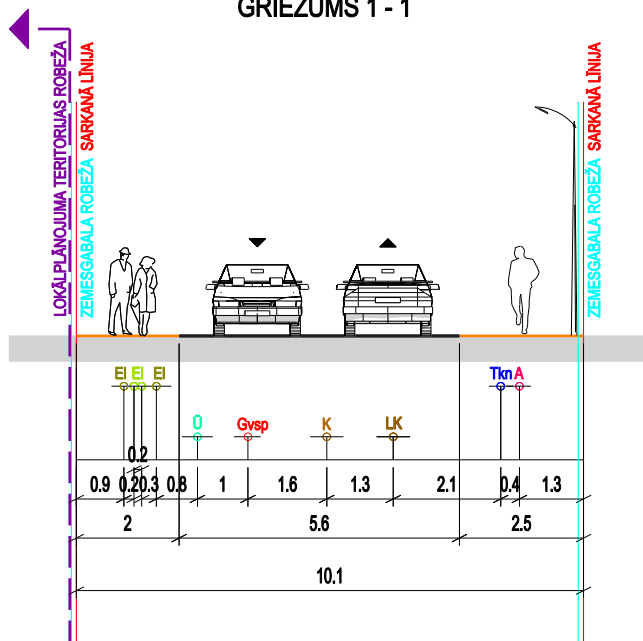 GRIEZUMS 1 - 1
LOKĀLPLĀNOJUMA TERITORIJAS ROBEŽA
ZEMESGABALA ROBEŽA SARKANĀ LĪNIJA
ZEMESGABALA ROBEŽA SARKANĀ LĪNIJA
El El El Tkn A
Ū Gvsp K LK
0.2
0.9 0.2 0.3 0.8 1 1.6 1.3 2.1 0.4 1.3
2 5.6 2.5
10.1